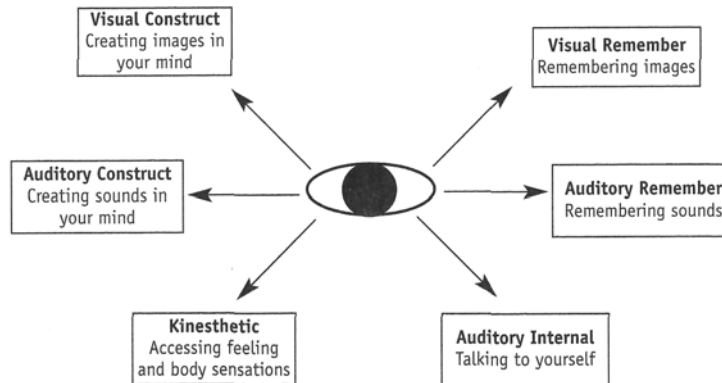 Visual Construct
Creating images in
your mind
Visual Remember
Remembering images
Auditory Construct
Creating sounds in
your mind
Auditory Remember
Remembering sounds
Kinesthetic
Accessing feeling
and body sensations
Auditory Internal
Talking to yourself